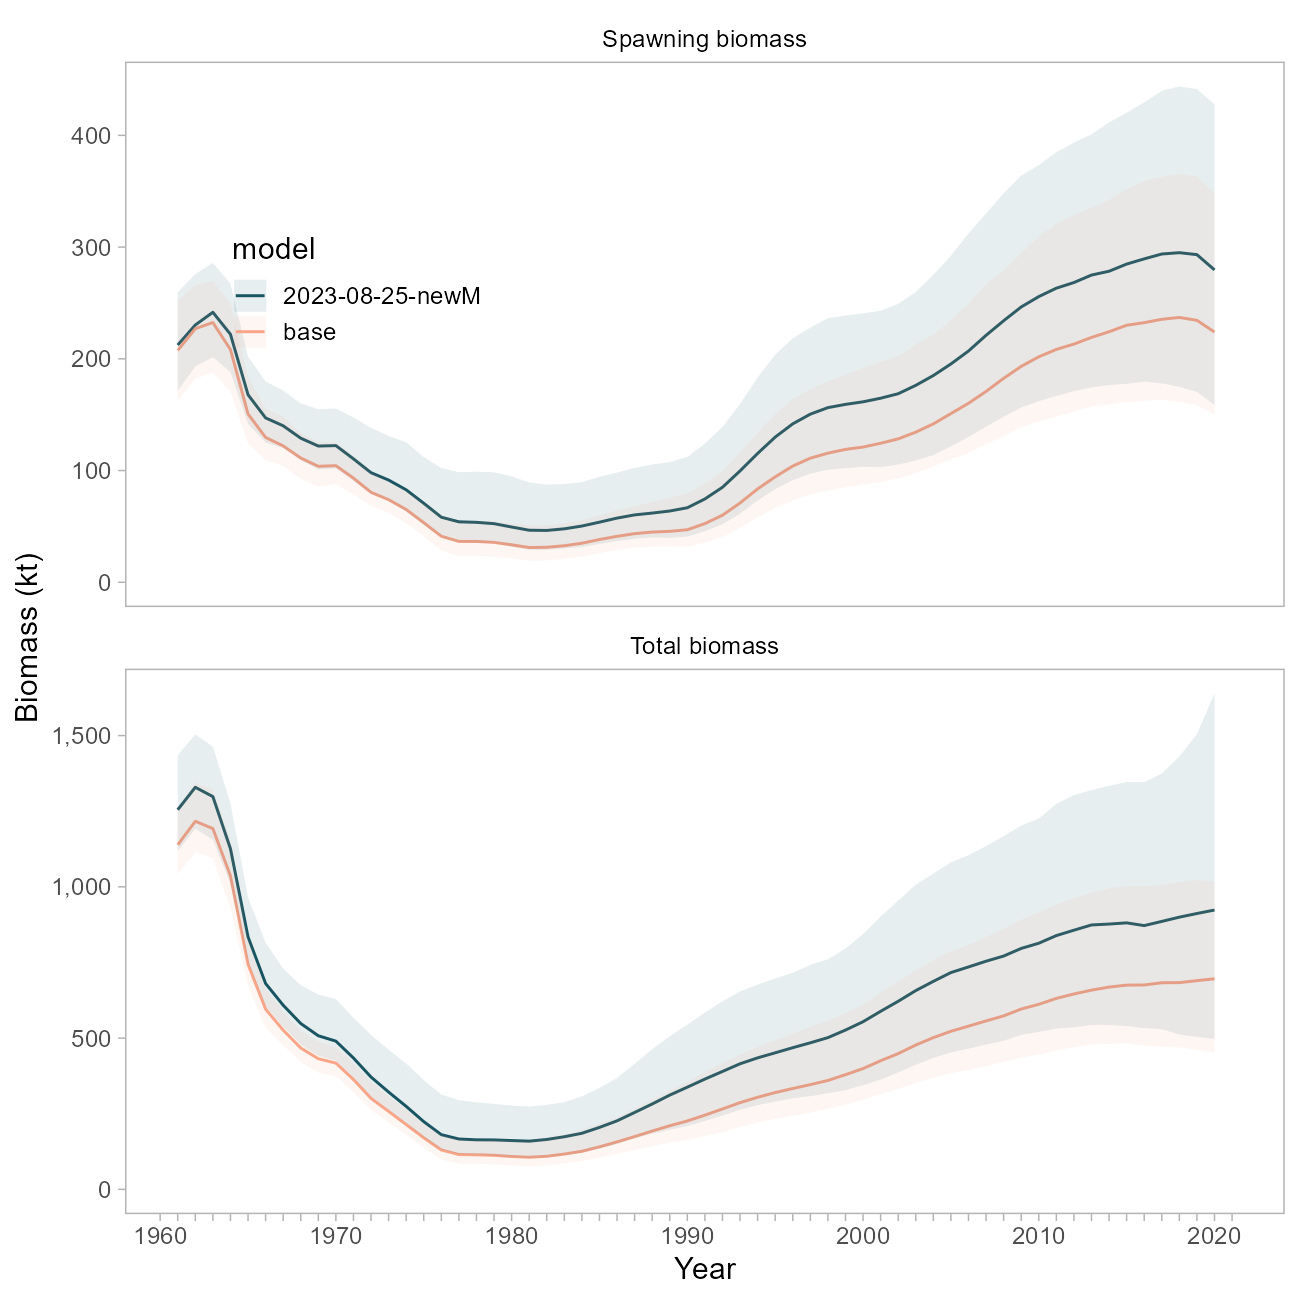 Spawning biomass
400
300
200
100
0
model
2023-08-25-newM
base
Biomass (kt)
Total biomass
1,500
1,000
500
0
1960 1970 1980 1990 2000 2010 2020
Year